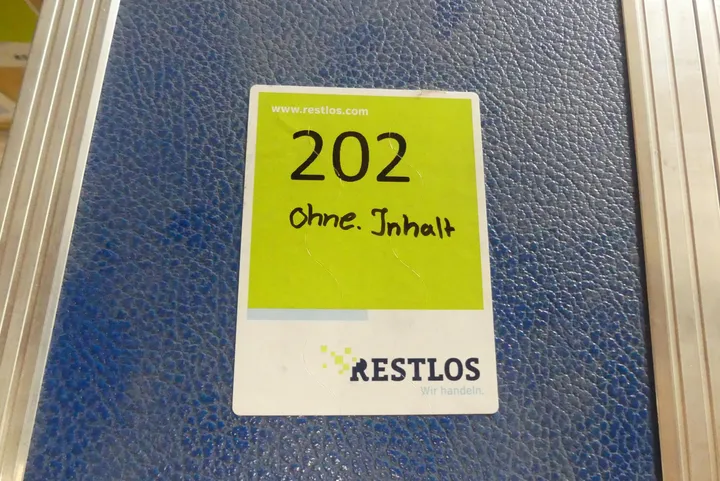 www.restlos.com
202
Ohne. Inhalt
RESTLOS
Wir handeln.